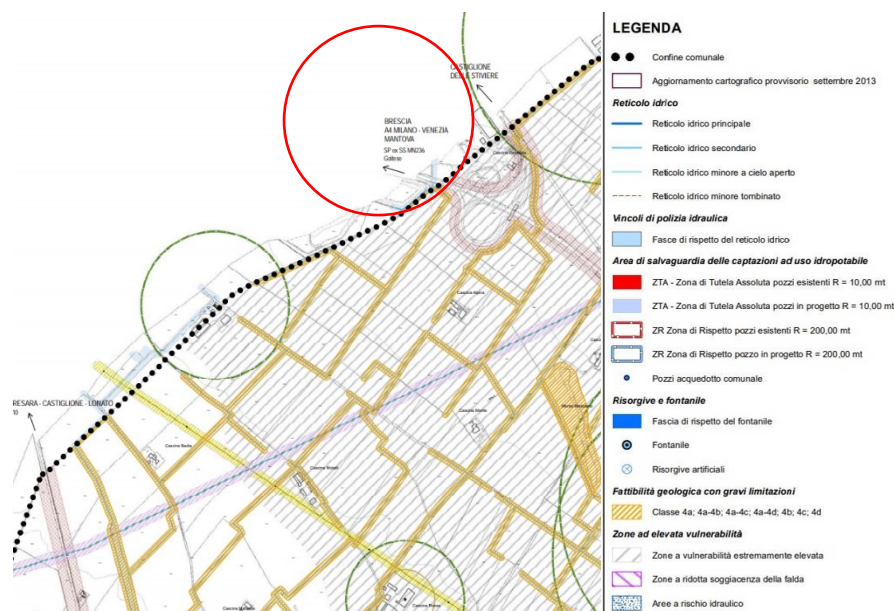 CASTIGLIONE
DELLE STIVIERE
BRESCIA
A4 MILANO - VENEZIA
MANTOVA
SP ex SS MN236
Goitese
RESARA - CASTIGLIONE - LONATO
10
LEGENDA
Confine comunale
Aggiornamento cartografico provvisorio settembre 2013
Reticolo idrico
Reticolo idrico principale
Reticolo idrico secondario
Reticolo idrico minore a cielo aperto
Reticolo idrico minore tombinato
Vincoli di polizia idraulica
Fasce di rispetto del reticolo idrico
Area di salvaguardia delle captazioni ad uso idropotabile
ZTA - Zona di Tutela Assoluta pozzi esistenti R = 10,00 mt
ZTA - Zona di Tutela Assoluta pozzi in progetto R = 10,00 mt
ZR Zona di Rispetto pozzi esistenti R = 200,00 mt
ZR Zona di Rispetto pozzo in progetto R = 200,00 mt
Pozzi acquedotto comunale
Risorgive e fontanile
Fascia di rispetto del fontanile
Fontanile
Risorgive artificiali
Fattibilità geologica con gravi limitazioni
Classe 4a; 4a-4b; 4a-4c; 4a-4d; 4b; 4c; 4d
Zone ad elevata vulnerabilità
Zone a vulnerabilità estremamente elevata
Zone a ridotta soggiacenza della falda
Aree a rischio idraulico